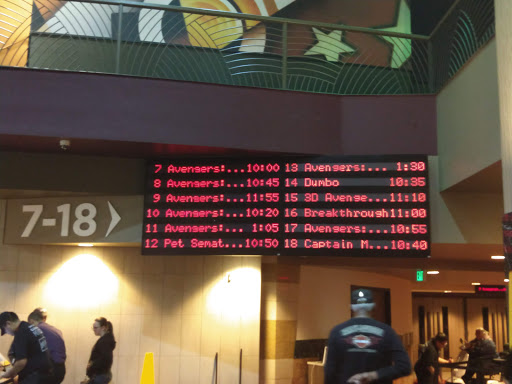 7 Avengers:...10:00 13 Avengers:... 1:30
8 Avengers:...10:45 14 Dumbo 10:35
9 Avengers:...11:55 15 3D Avenge...11:10
10 Avengers:...10:20 16 Breakthrough11:00
11 Avengers:... 1:05 17 Avengers:...10:55
12 Pet Semat...10:50 18 Captain M...10:40
7-18